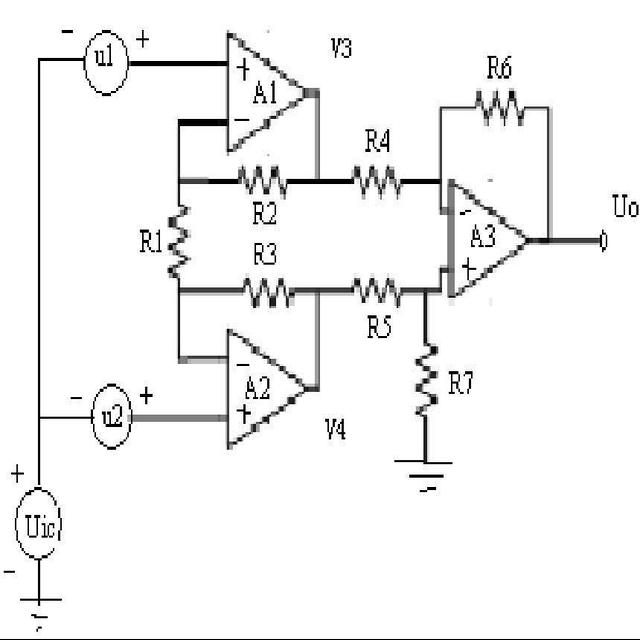 - u1 + V3
+ A1 -
R6
R4
R2
Uo
R1
R3
- A3 +
R5
- A2 +
- u2 +
R7
V4
+
Uic
-